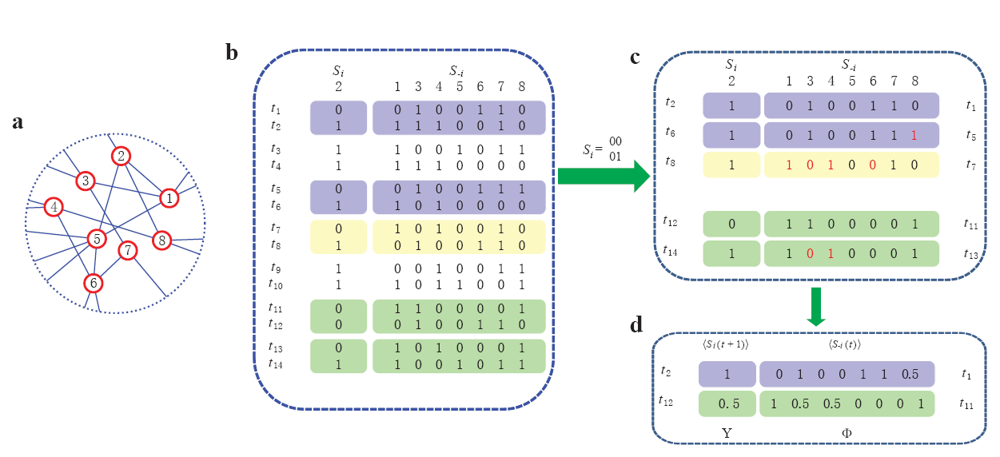 a
2
3
1
4
5
7
8
6
b
S_i S_-i
2 1 3 4 5 6 7 8
t_1 0 0 1 0 0 1 1 0
t_2 1 1 1 1 0 0 1 0
t_3 1 1 0 0 1 0 1 1
t_4 1 1 1 1 0 0 0 0
t_5 0 0 1 0 0 1 1 1
t_6 1 1 0 1 0 0 0 0
t_7 0 1 0 1 0 0 1 0
t_8 1 0 1 0 0 1 1 0
t_9 1 0 0 1 0 0 1 1
t_10 1 1 0 1 1 0 0 1
t_11 0 1 1 0 0 0 0 1
t_12 0 0 1 0 0 1 1 0
t_13 0 1 0 1 0 0 0 1
t_14 1 1 0 0 1 0 1 1
S_i = 00
01
c
S_i S_-i
2 1 3 4 5 6 7 8
t_2 1 0 1 0 0 1 1 0 t_1
t_6 1 0 1 0 0 1 1 1 t_5
t_8 1 1 0 1 0 0 1 0 t_7
t_12 0 1 1 0 0 0 0 1 t_11
t_14 1 1 0 1 0 0 0 1 t_13
d
⟨S_i(t+1)⟩ ⟨S_-i(t)⟩
t_2 1 0 1 0 0 1 1 0.5 t_1
t_12 0.5 1 0.5 0.5 0 0 0 1 t_11
Y Φ